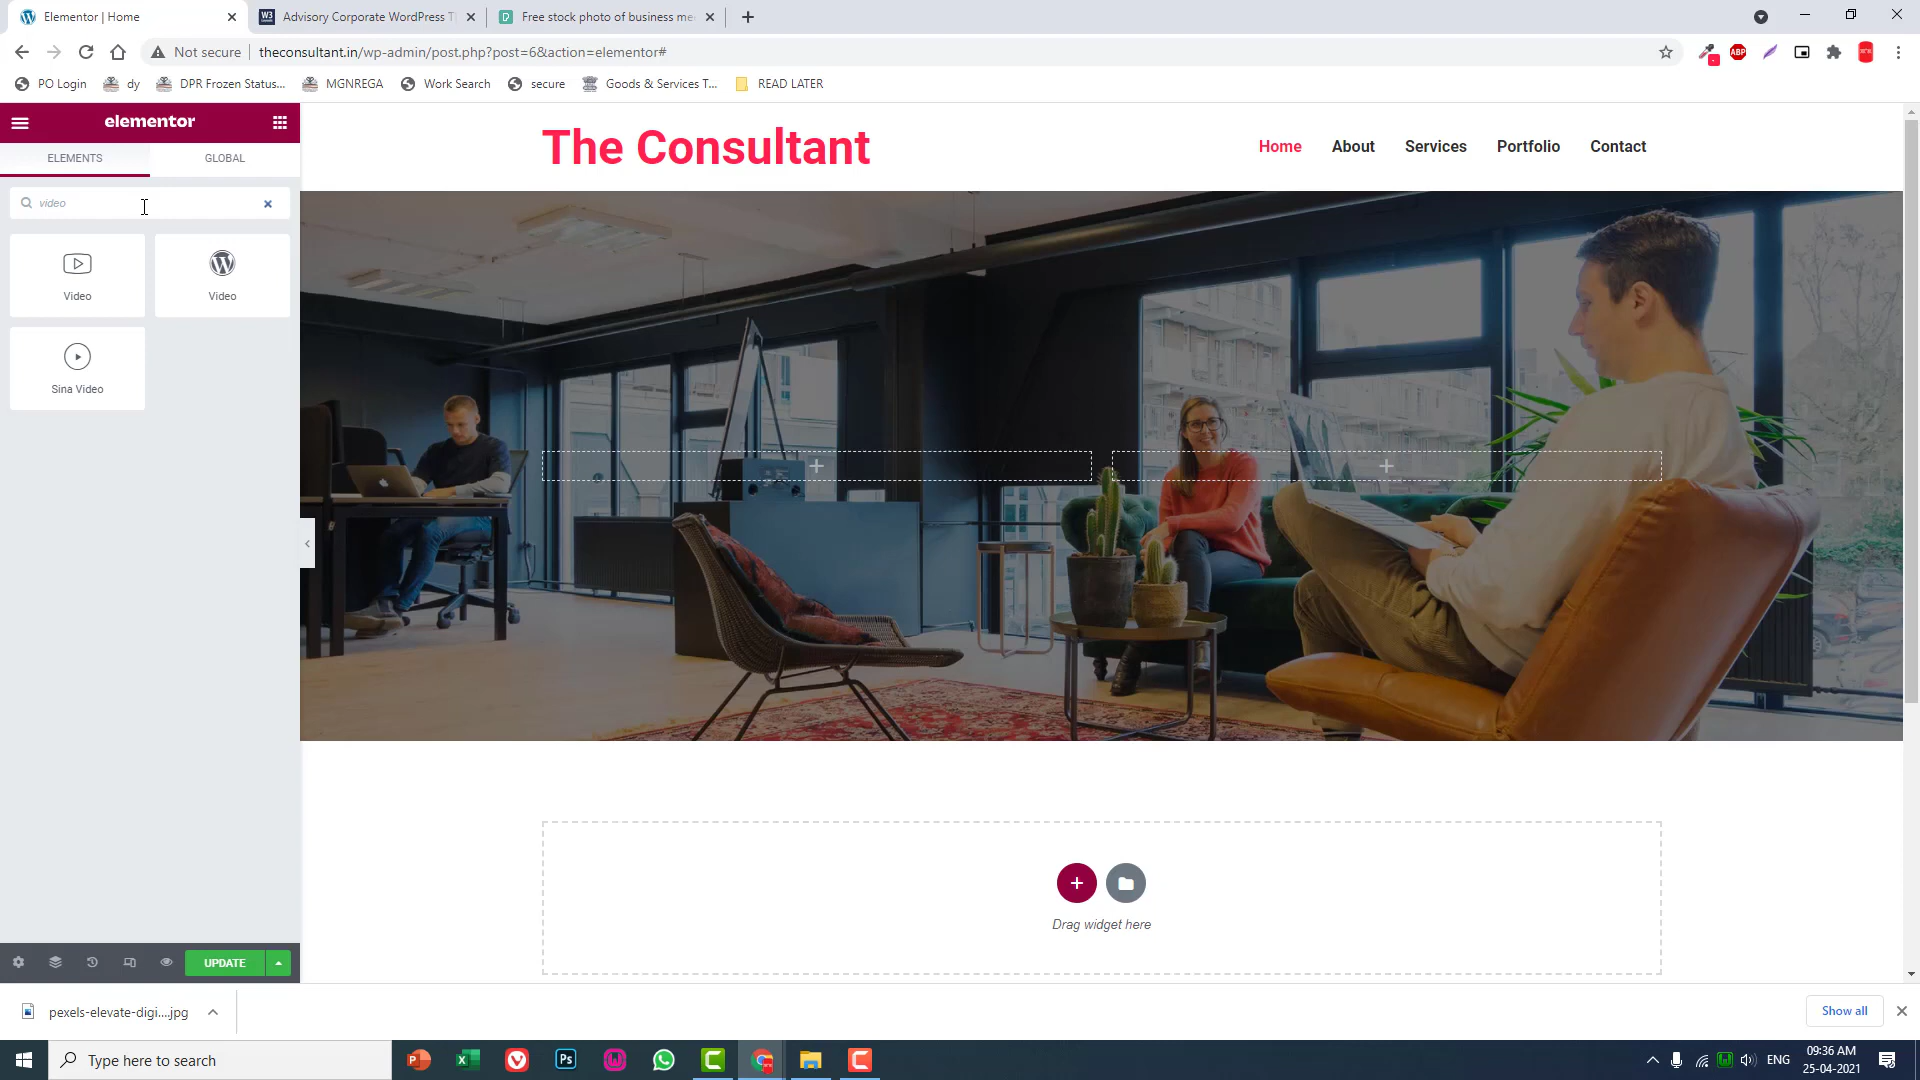 Elementor | Home
Advisory Corporate WordPress T
Free stock photo of business me
Not secure
theconsultant.in/wp-admin/post.php?post=6&action=elementor#
ABP
PO Login
dy
DPR Frozen Status...
MGNREGA
Work Search
secure
Goods & Services T...
READ LATER
elementor
ELEMENTS
GLOBAL
video
Video
Video
Sina Video
The Consultant
Home
About
Services
Portfolio
Contact
Drag widget here
UPDATE
pexels-elevate-digi....jpg
Show all
Type here to search
ENG
09:36 AM
25-04-2021